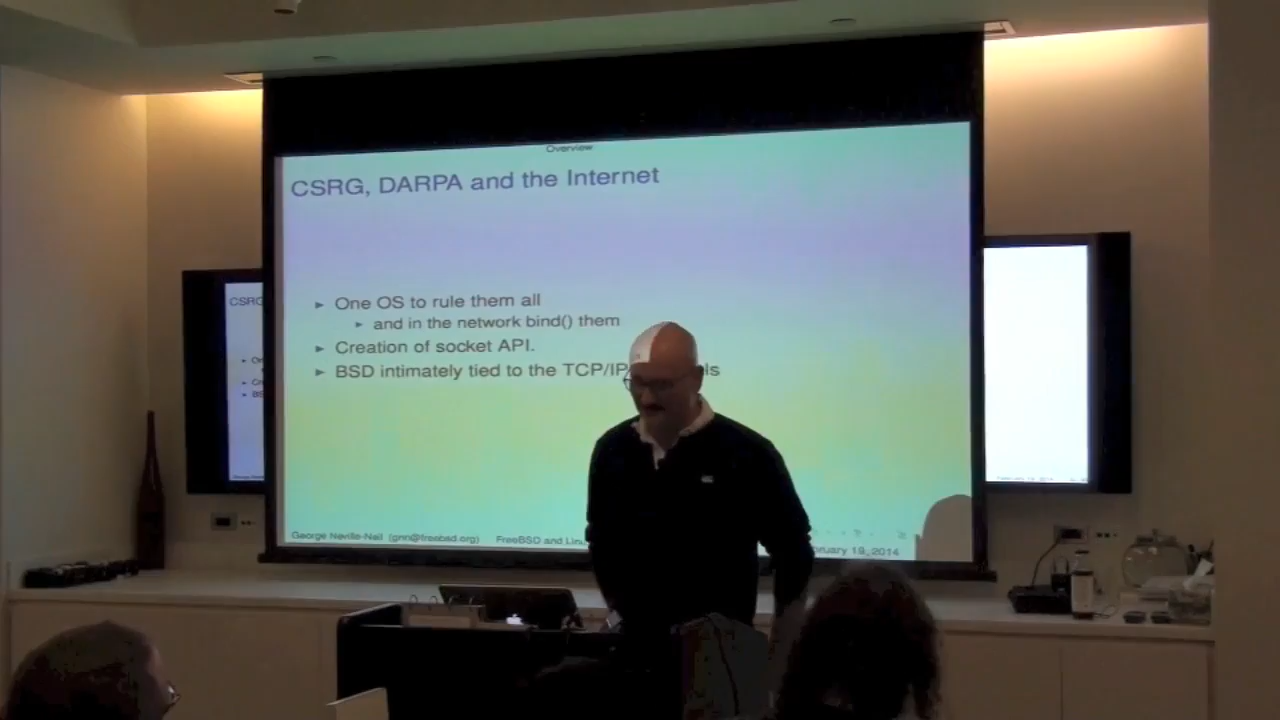 Overview
CSRG, DARPA and the Internet
One OS to rule them all
and in the network bind() them
Creation of socket API.
BSD intimately tied to the TCP/IP
George Neville-Neil (gnn@freebsd.org) FreeBSD and 19, 2014
CSRG